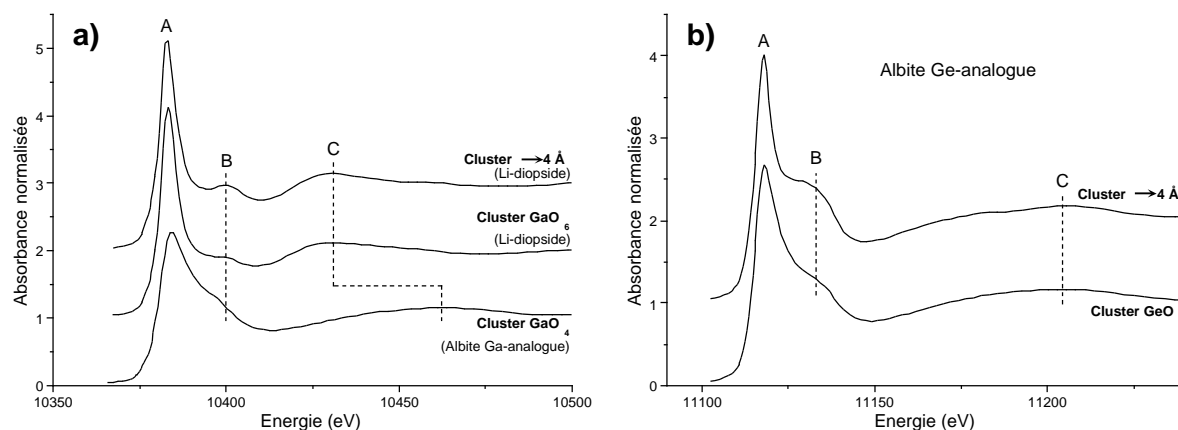 a)
A
B
C
Cluster → 4 Å
(Li-diopside)
Cluster GaO6
(Li-diopside)
Cluster GaO4
(Albite Ga-analogue)
Absorbance normalisée
5
4
3
2
1
0
10350
10400
10450
10500
Energie (eV)
b)
A
Albite Ge-analogue
B
C
Cluster → 4 Å
Cluster GeO
Absorbance normalisée
4
3
2
1
0
11100
11150
11200
Energie (eV)